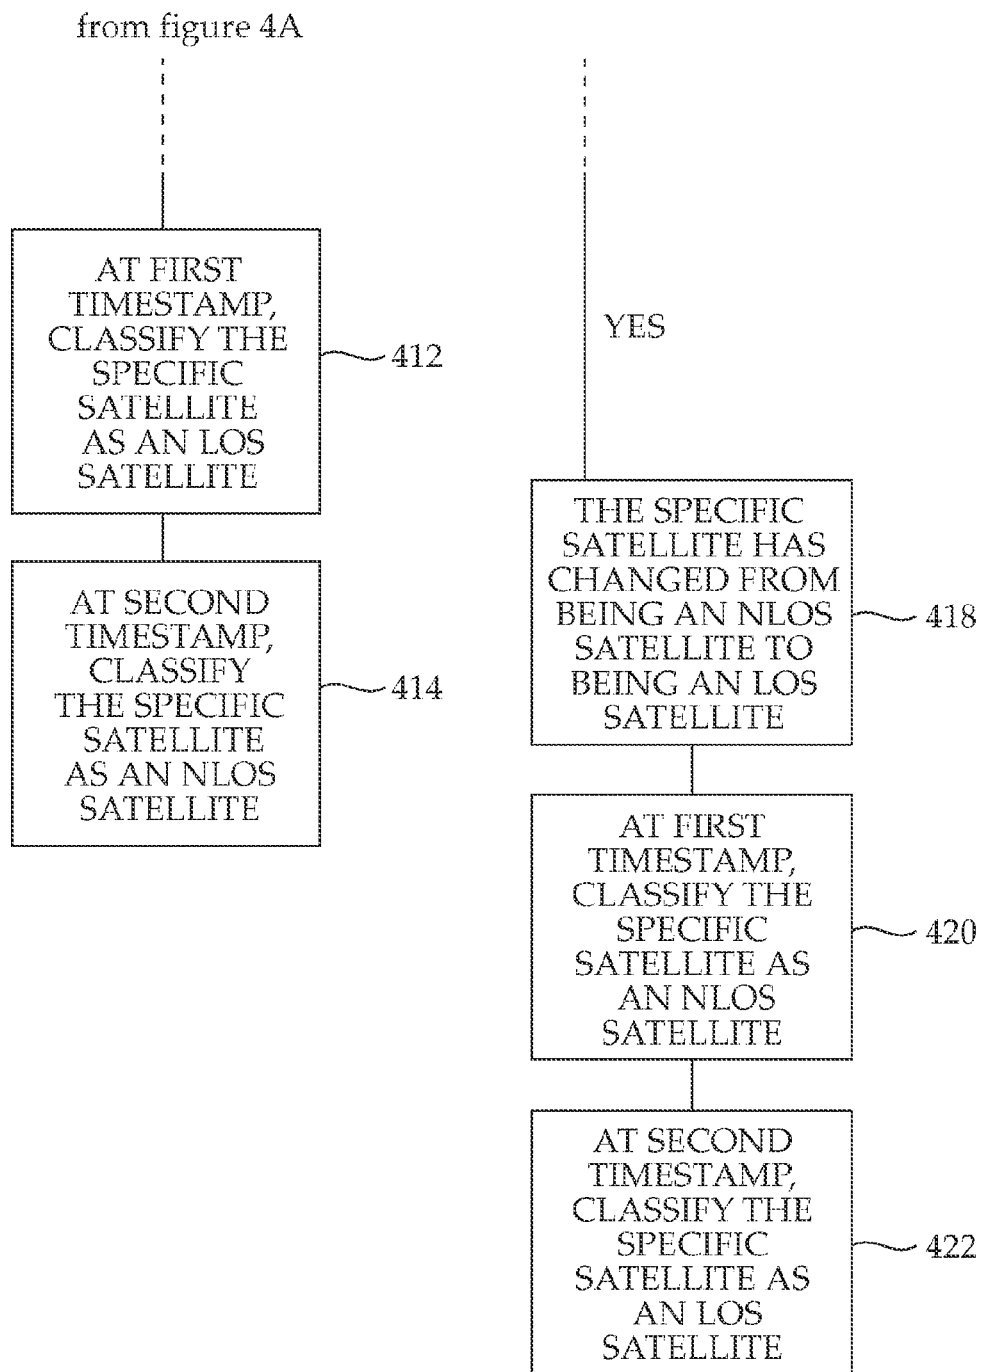 from figure 4A
AT FIRST
TIMESTAMP,
CLASSIFY THE
SPECIFIC
SATELLITE
AS AN LOS
SATELLITE
412
AT SECOND
TIMESTAMP,
CLASSIFY
THE SPECIFIC
SATELLITE
AS AN NLOS
SATELLITE
414
YES
THE SPECIFIC
SATELLITE HAS
CHANGED FROM
BEING AN NLOS
SATELLITE TO
BEING AN LOS
SATELLITE
418
AT FIRST
TIMESTAMP,
CLASSIFY THE
SPECIFIC
SATELLITE AS
AN NLOS
SATELLITE
420
AT SECOND
TIMESTAMP,
CLASSIFY THE
SPECIFIC
SATELLITE AS
AN LOS
SATELLITE
422